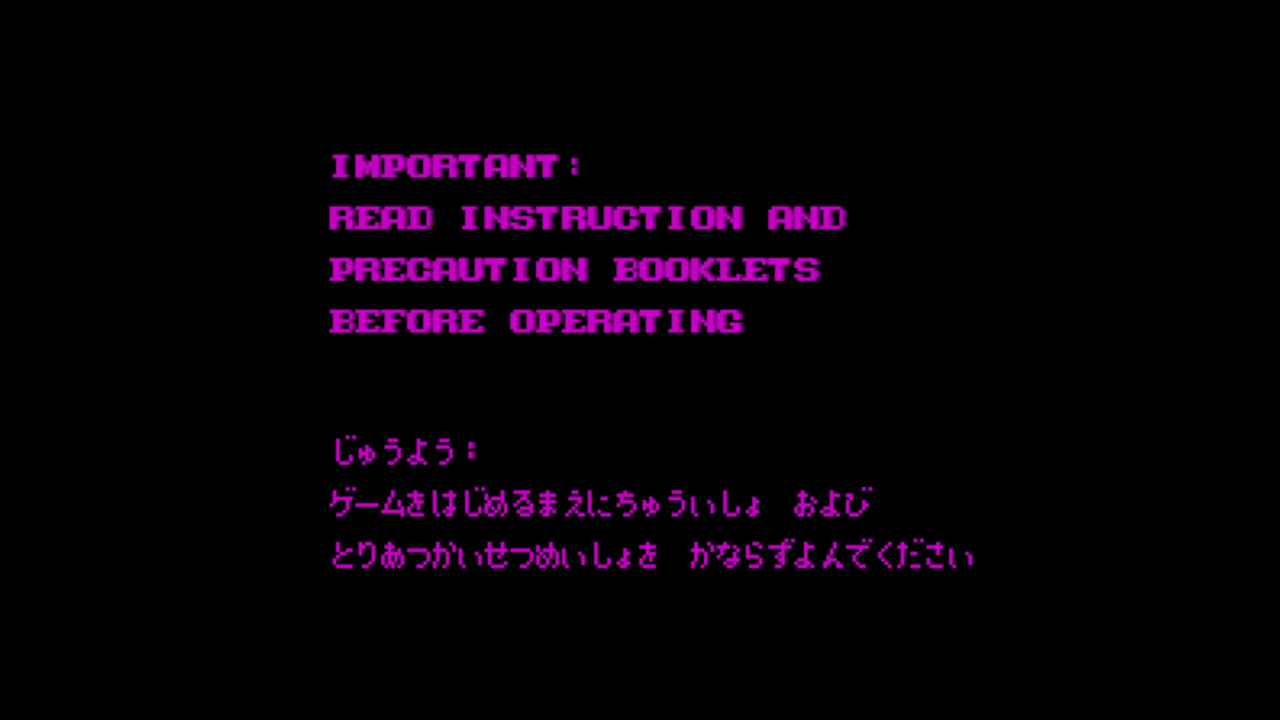 IMPORTANT:
READ INSTRUCTION AND
PRECAUTION BOOKLETS
BEFORE OPERATING
じゅうよう:
ゲームをはじめるまえにちゅういしょ および
とりあつかいせつめいしょを かならずよんでください